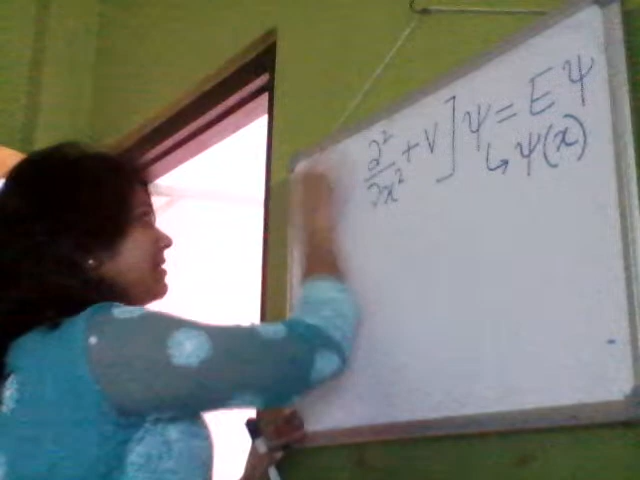 ∂²/∂x² + V] ψ = E ψ
↳ ψ(x)